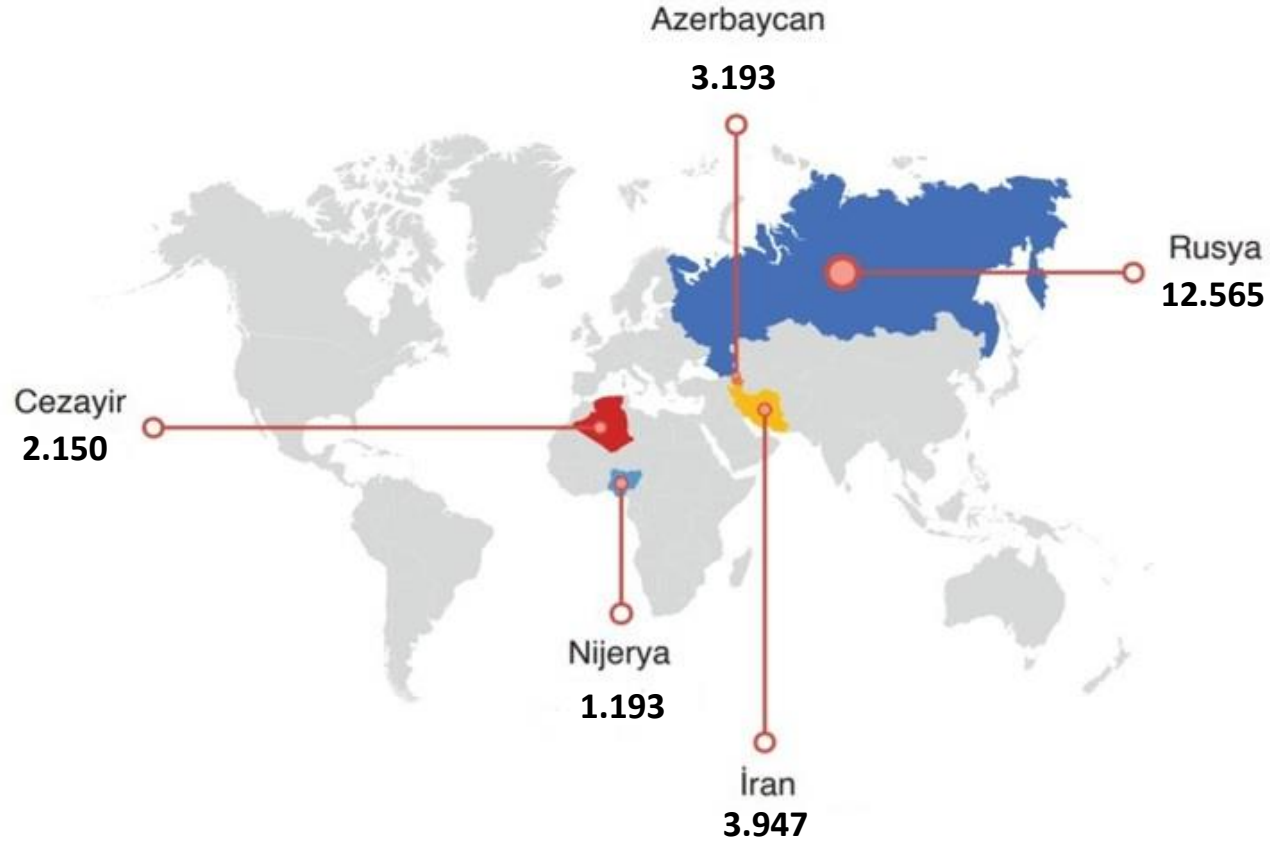 Azerbaycan
3.193
Rusya
12.565
Cezayir
2.150
Nijerya
1.193
İran
3.947